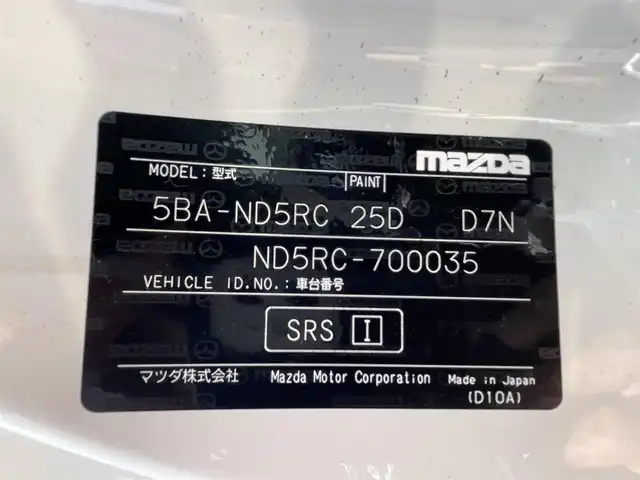 mazda
MODEL:型式 PAINT
5BA-ND5RC 25D D7N
ND5RC-700035
VEHICLE ID.NO.:車台番号
SRS I
マツダ株式会社 Mazda Motor Corporation Made in Japan
(D10A)